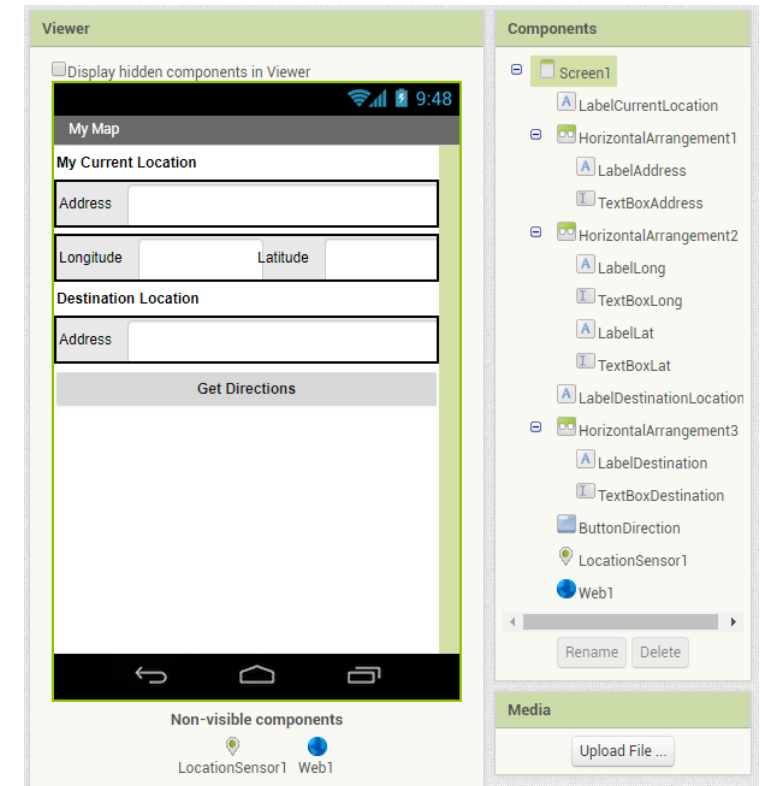 Viewer
Display hidden components in Viewer
9:48
My Map
My Current Location
Address
Longitude Latitude
Destination Location
Address
Get Directions
Non-visible components
LocationSensor1 Web1
Components
Screen1
A LabelCurrentLocation
HorizontalArrangement1
A LabelAddress
I TextBoxAddress
HorizontalArrangement2
A LabelLong
I TextBoxLong
A LabelLat
I TextBoxLat
A LabelDestinationLocation
HorizontalArrangement3
A LabelDestination
I TextBoxDestination
ButtonDirection
LocationSensor1
Web1
Rename Delete
Media
Upload File ...